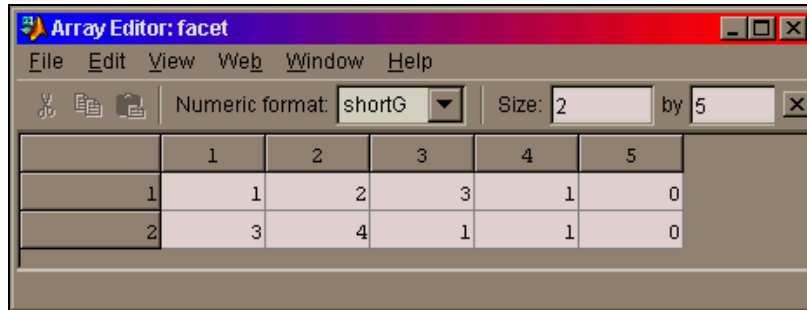 Array Editor: facet
File Edit View Web Window Help
Numeric format: shortG Size: 2 by 5
1 2 3 4 5
1 1 2 3 1 0
2 3 4 1 1 0